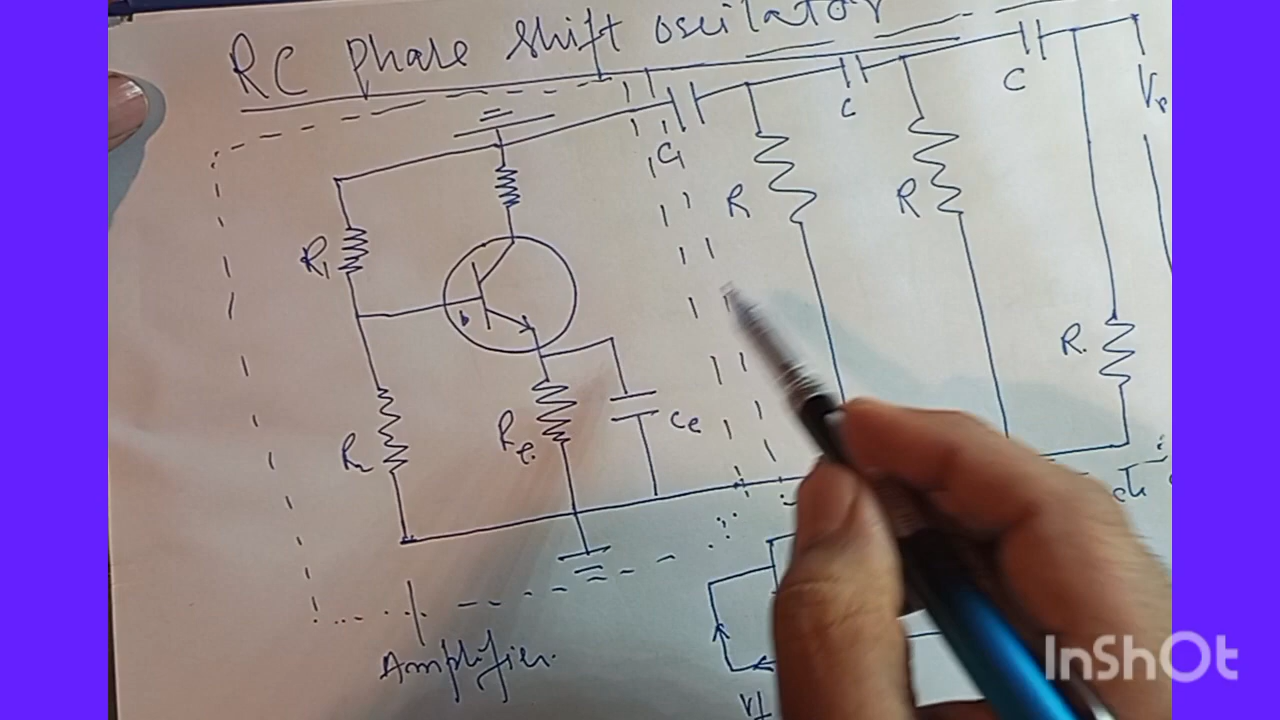 RC Phase shift oscilator
C
C
C1
R
R
R1
R
b
Re
Ce
R2
Amplifier.
InShOt